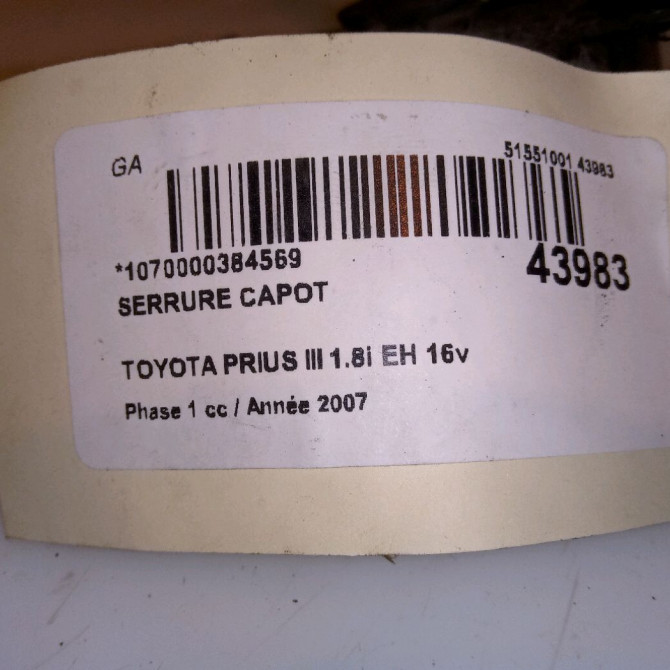 GA
51551001 43983
*1070000384569
43983
SERRURE CAPOT
TOYOTA PRIUS III 1.8i EH 16v
Phase 1 cc / Année 2007